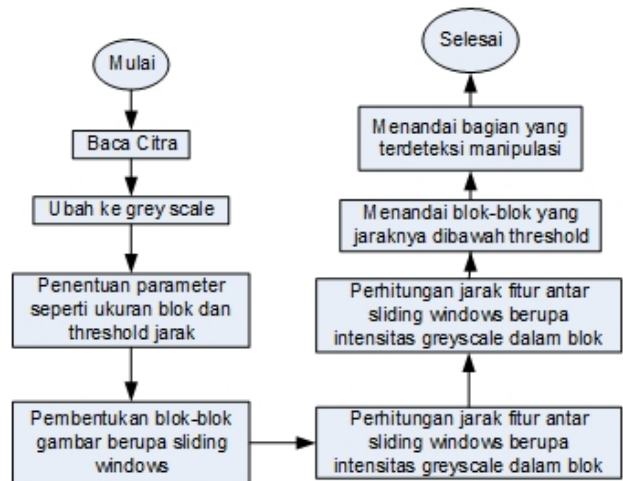 Mulai
Baca Citra
Ubah ke grey scale
Penentuan parameter
seperti ukuran blok dan
threshold jarak
Pembentukan blok-blok
gambar berupa sliding
windows
Perhitungan jarak fitur antar
sliding windows berupa
intensitas greyscale dalam blok
Perhitungan jarak fitur antar
sliding windows berupa
intensitas greyscale dalam blok
Menandai blok-blok yang
jaraknya dibawah threshold
Menandai bagian yang
terdeteksi manipulasi
Selesai